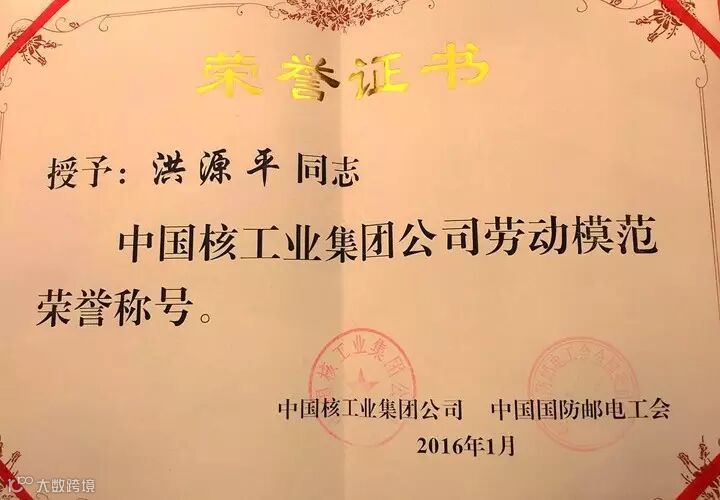 荣誉证书
授予：洪源平同志
中国核工业集团公司劳动模范
荣誉称号。
中国核工业集团公司 中国国防邮电工会
2016年1月
大数跨境